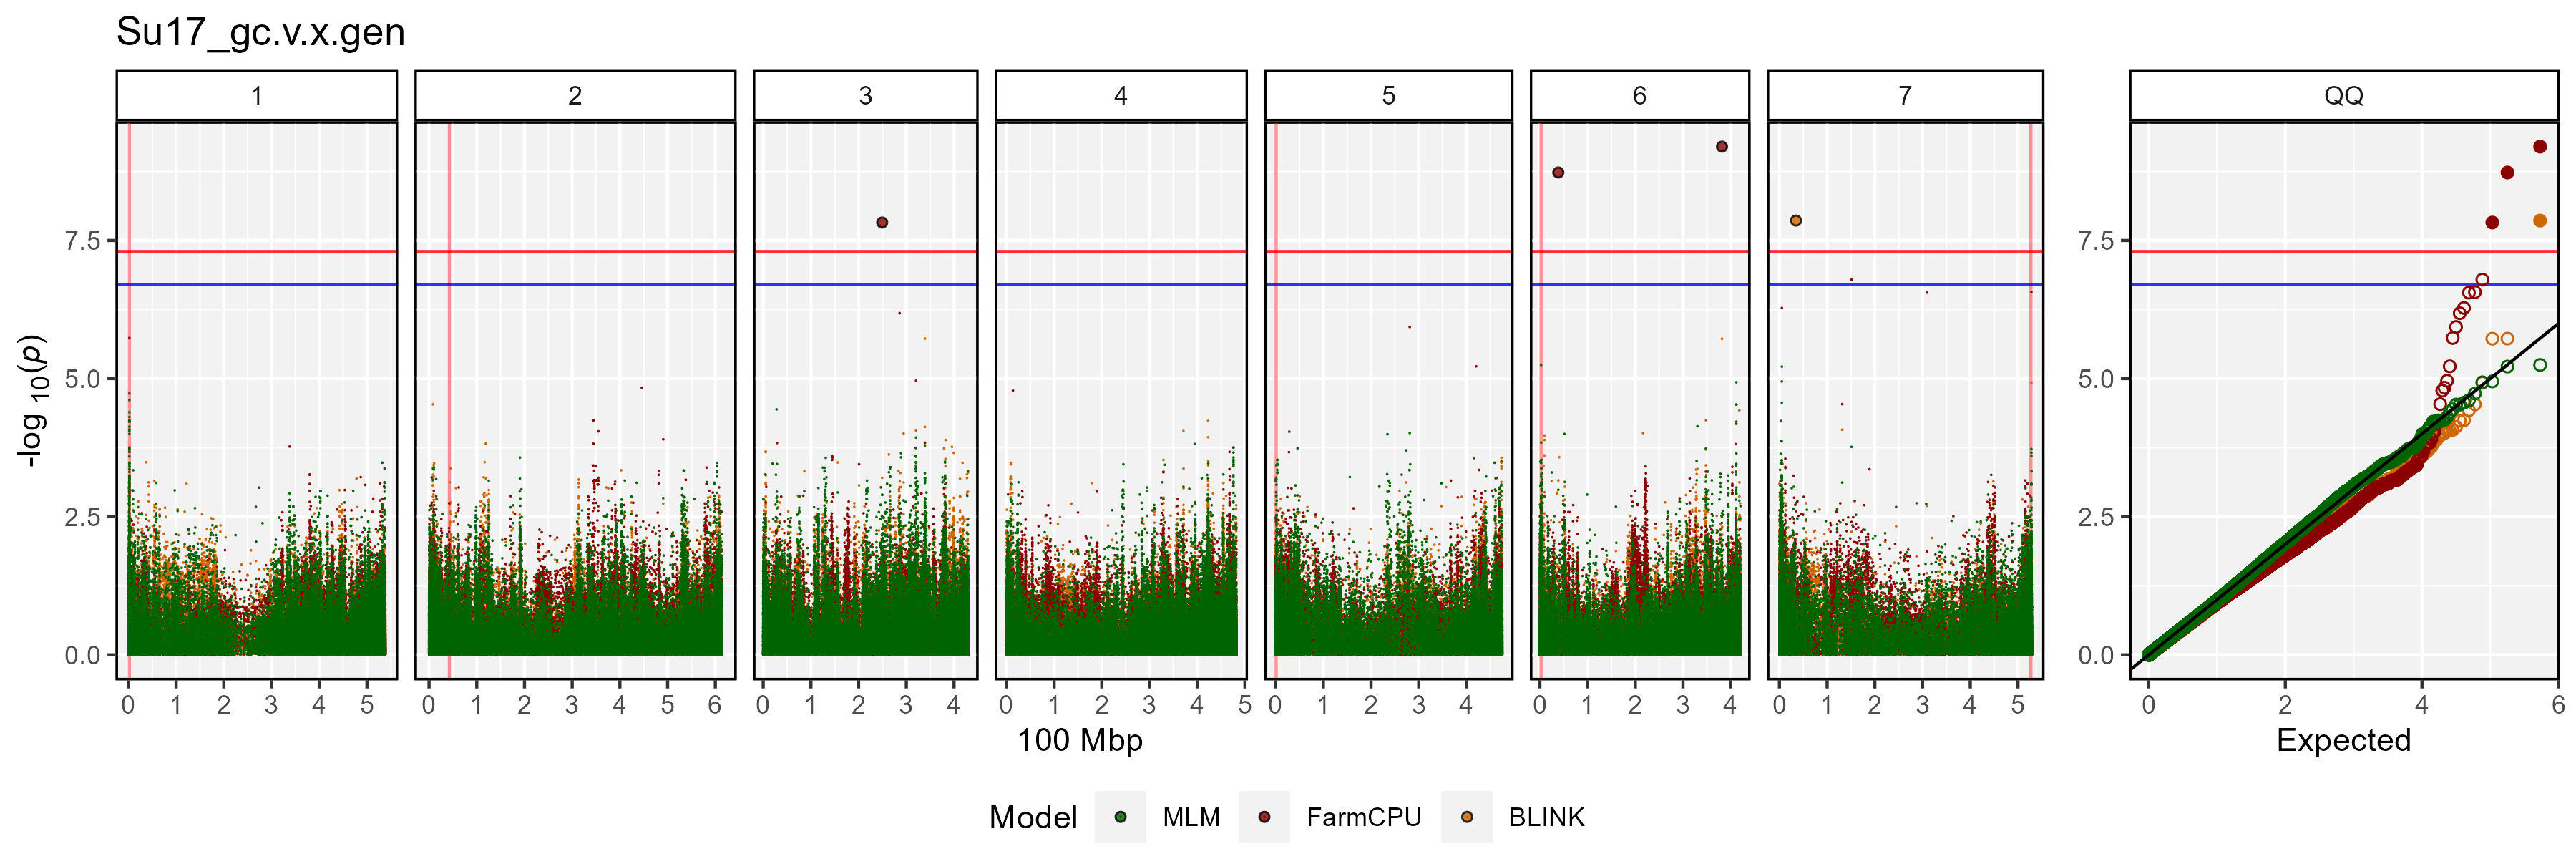 Su17_gc.v.x.gen
1 2 3 4 5 6 7 QQ
-log 10(p)
7.5 7.5
5.0 5.0
2.5 2.5
0.0 0.0
0 1 2 3 4 5 0 1 2 3 4 5 6 0 1 2 3 4 0 1 2 3 4 5 0 1 2 3 4 0 1 2 3 4 0 1 2 3 4 5 0 2 4 6
100 Mbp Expected
Model MLM FarmCPU BLINK